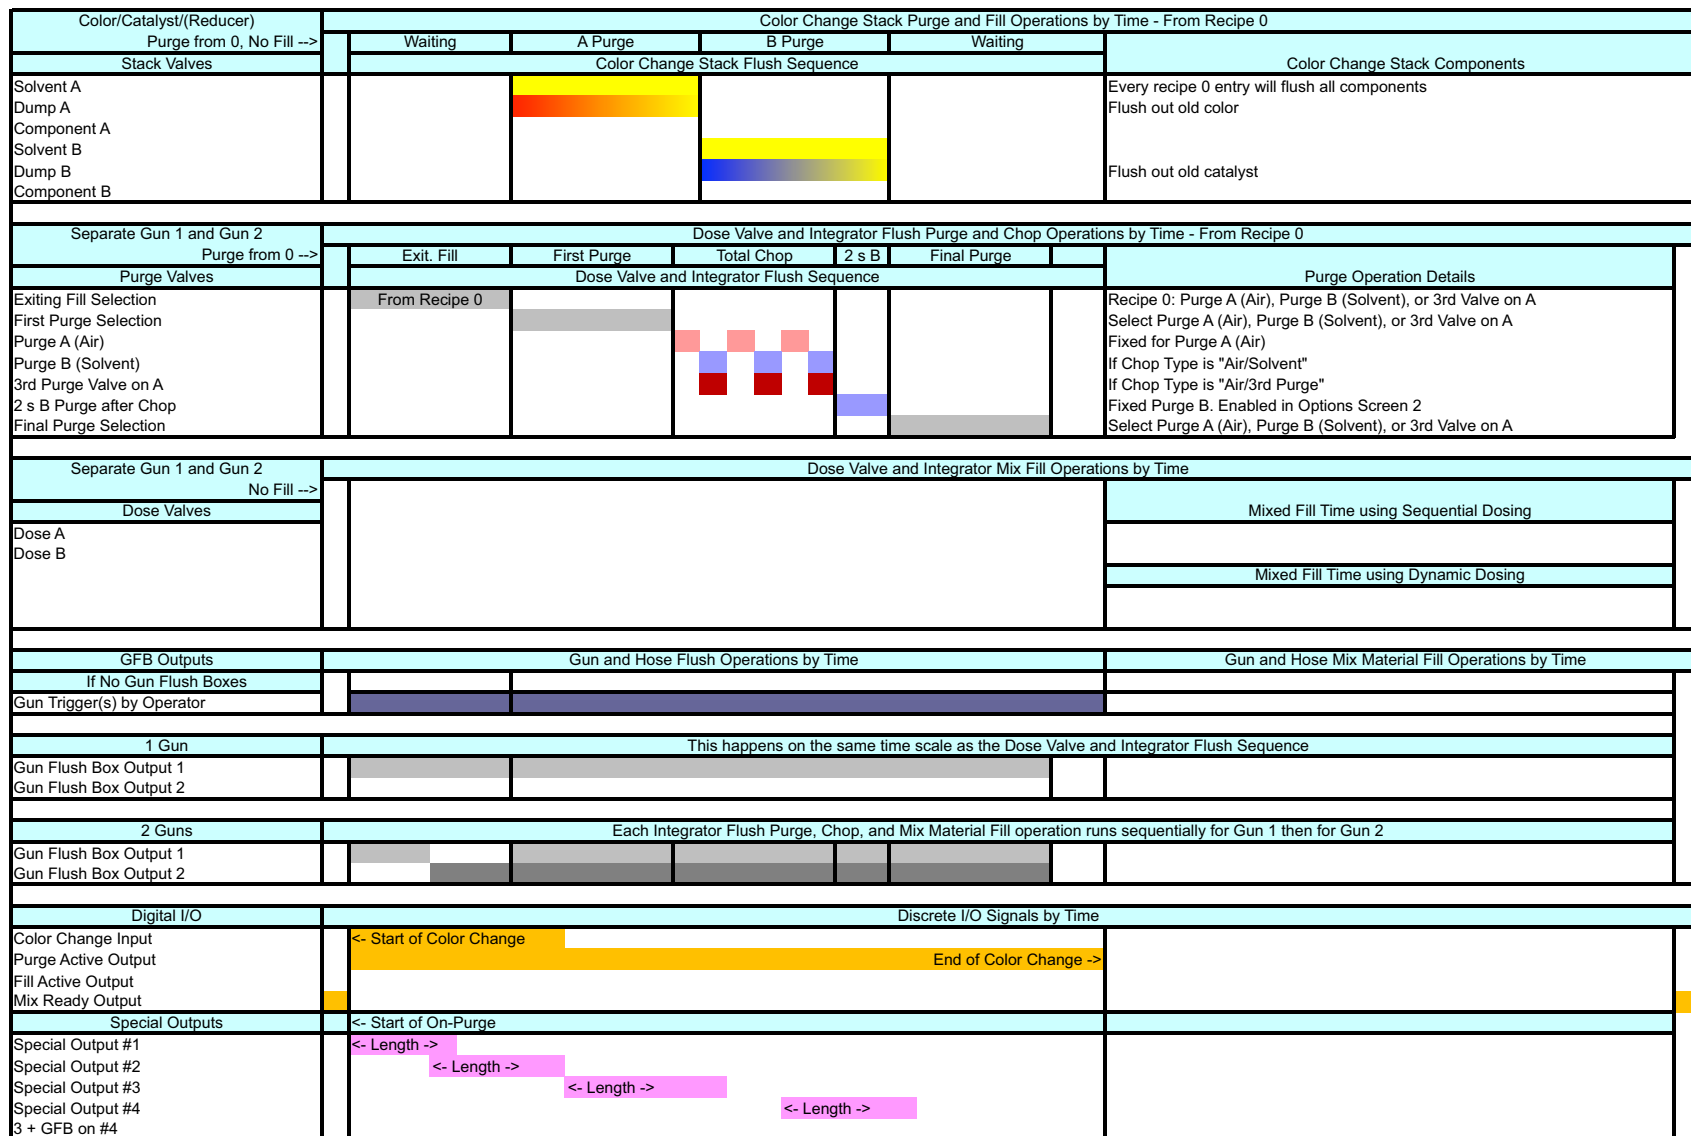 Color/Catalyst/(Reducer)
Color Change Stack Purge and Fill Operations by Time - From Recipe 0
Purge from 0, No Fill -->
Waiting
A Purge
B Purge
Waiting
Stack Valves
Color Change Stack Flush Sequence
Color Change Stack Components
Solvent A
Every recipe 0 entry will flush all components
Dump A
Flush out old color
Component A
Solvent B
Dump B
Flush out old catalyst
Component B
Separate Gun 1 and Gun 2
Dose Valve and Integrator Flush Purge and Chop Operations by Time - From Recipe 0
Purge from 0 -->
Exit. Fill
First Purge
Total Chop
2 s B
Final Purge
Purge Valves
Dose Valve and Integrator Flush Sequence
Purge Operation Details
Exiting Fill Selection
From Recipe 0
Recipe 0: Purge A (Air), Purge B (Solvent), or 3rd Valve on A
First Purge Selection
Select Purge A (Air), Purge B (Solvent), or 3rd Valve on A
Purge A (Air)
Fixed for Purge A (Air)
Purge B (Solvent)
If Chop Type is "Air/Solvent"
3rd Purge Valve on A
If Chop Type is "Air/3rd Purge"
2 s B Purge after Chop
Fixed Purge B. Enabled in Options Screen 2
Final Purge Selection
Select Purge A (Air), Purge B (Solvent), or 3rd Valve on A
Separate Gun 1 and Gun 2
Dose Valve and Integrator Mix Fill Operations by Time
No Fill -->
Dose Valves
Mixed Fill Time using Sequential Dosing
Dose A
Dose B
Mixed Fill Time using Dynamic Dosing
GFB Outputs
Gun and Hose Flush Operations by Time
Gun and Hose Mix Material Fill Operations by Time
If No Gun Flush Boxes
Gun Trigger(s) by Operator
1 Gun
This happens on the same time scale as the Dose Valve and Integrator Flush Sequence
Gun Flush Box Output 1
Gun Flush Box Output 2
2 Guns
Each Integrator Flush Purge, Chop, and Mix Material Fill operation runs sequentially for Gun 1 then for Gun 2
Gun Flush Box Output 1
Gun Flush Box Output 2
Digital I/O
Discrete I/O Signals by Time
Color Change Input
<- Start of Color Change
Purge Active Output
End of Color Change ->
Fill Active Output
Mix Ready Output
Special Outputs
<- Start of On-Purge
Special Output #1
<- Length ->
Special Output #2
<- Length ->
Special Output #3
<- Length ->
Special Output #4
<- Length ->
3 + GFB on #4